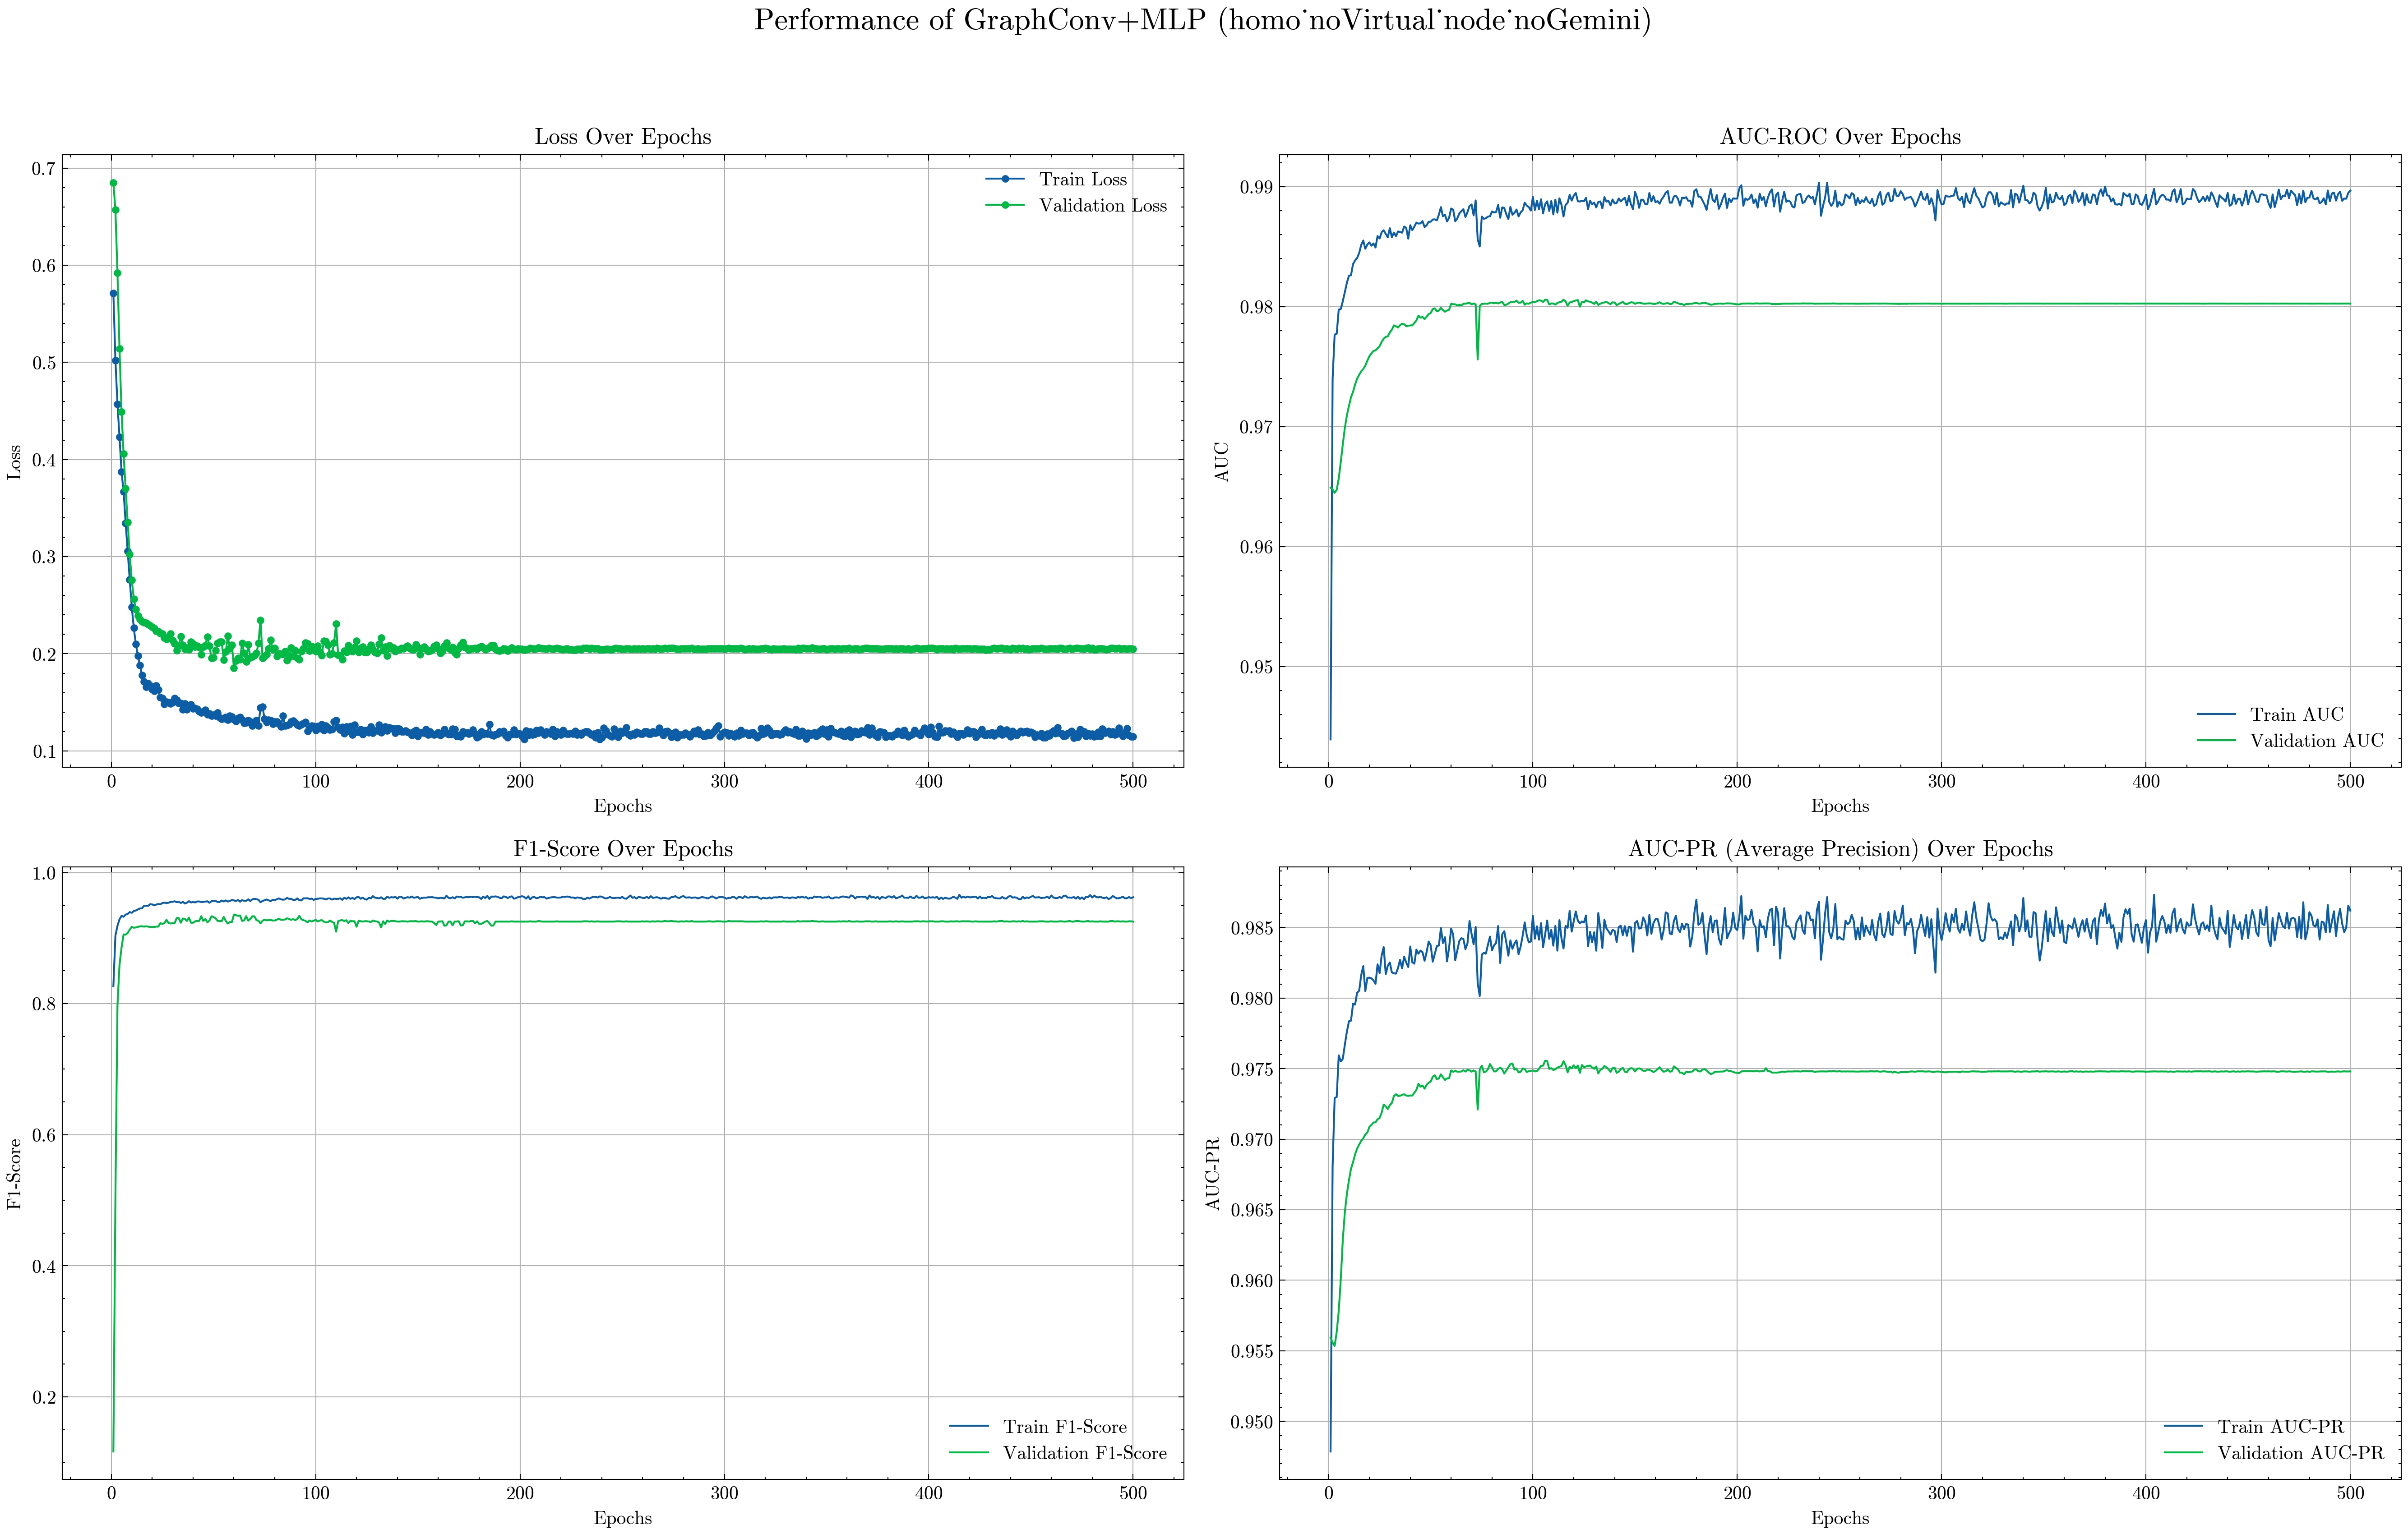 Performance of GraphConv+MLP (homo˙noVirtual˙node˙noGemini)
Loss Over Epochs
0.7
0.6
0.5
0.4
0.3
0.2
0.1
Loss
Train Loss
Validation Loss
0 100 200 300 400 500
Epochs
AUC-ROC Over Epochs
0.99
0.98
0.97
0.96
0.95
AUC
Train AUC
Validation AUC
0 100 200 300 400 500
Epochs
F1-Score Over Epochs
1.0
0.8
0.6
0.4
0.2
F1-Score
Train F1-Score
Validation F1-Score
0 100 200 300 400 500
Epochs
AUC-PR (Average Precision) Over Epochs
0.985
0.980
0.975
0.970
0.965
0.960
0.955
0.950
AUC-PR
Train AUC-PR
Validation AUC-PR
0 100 200 300 400 500
Epochs